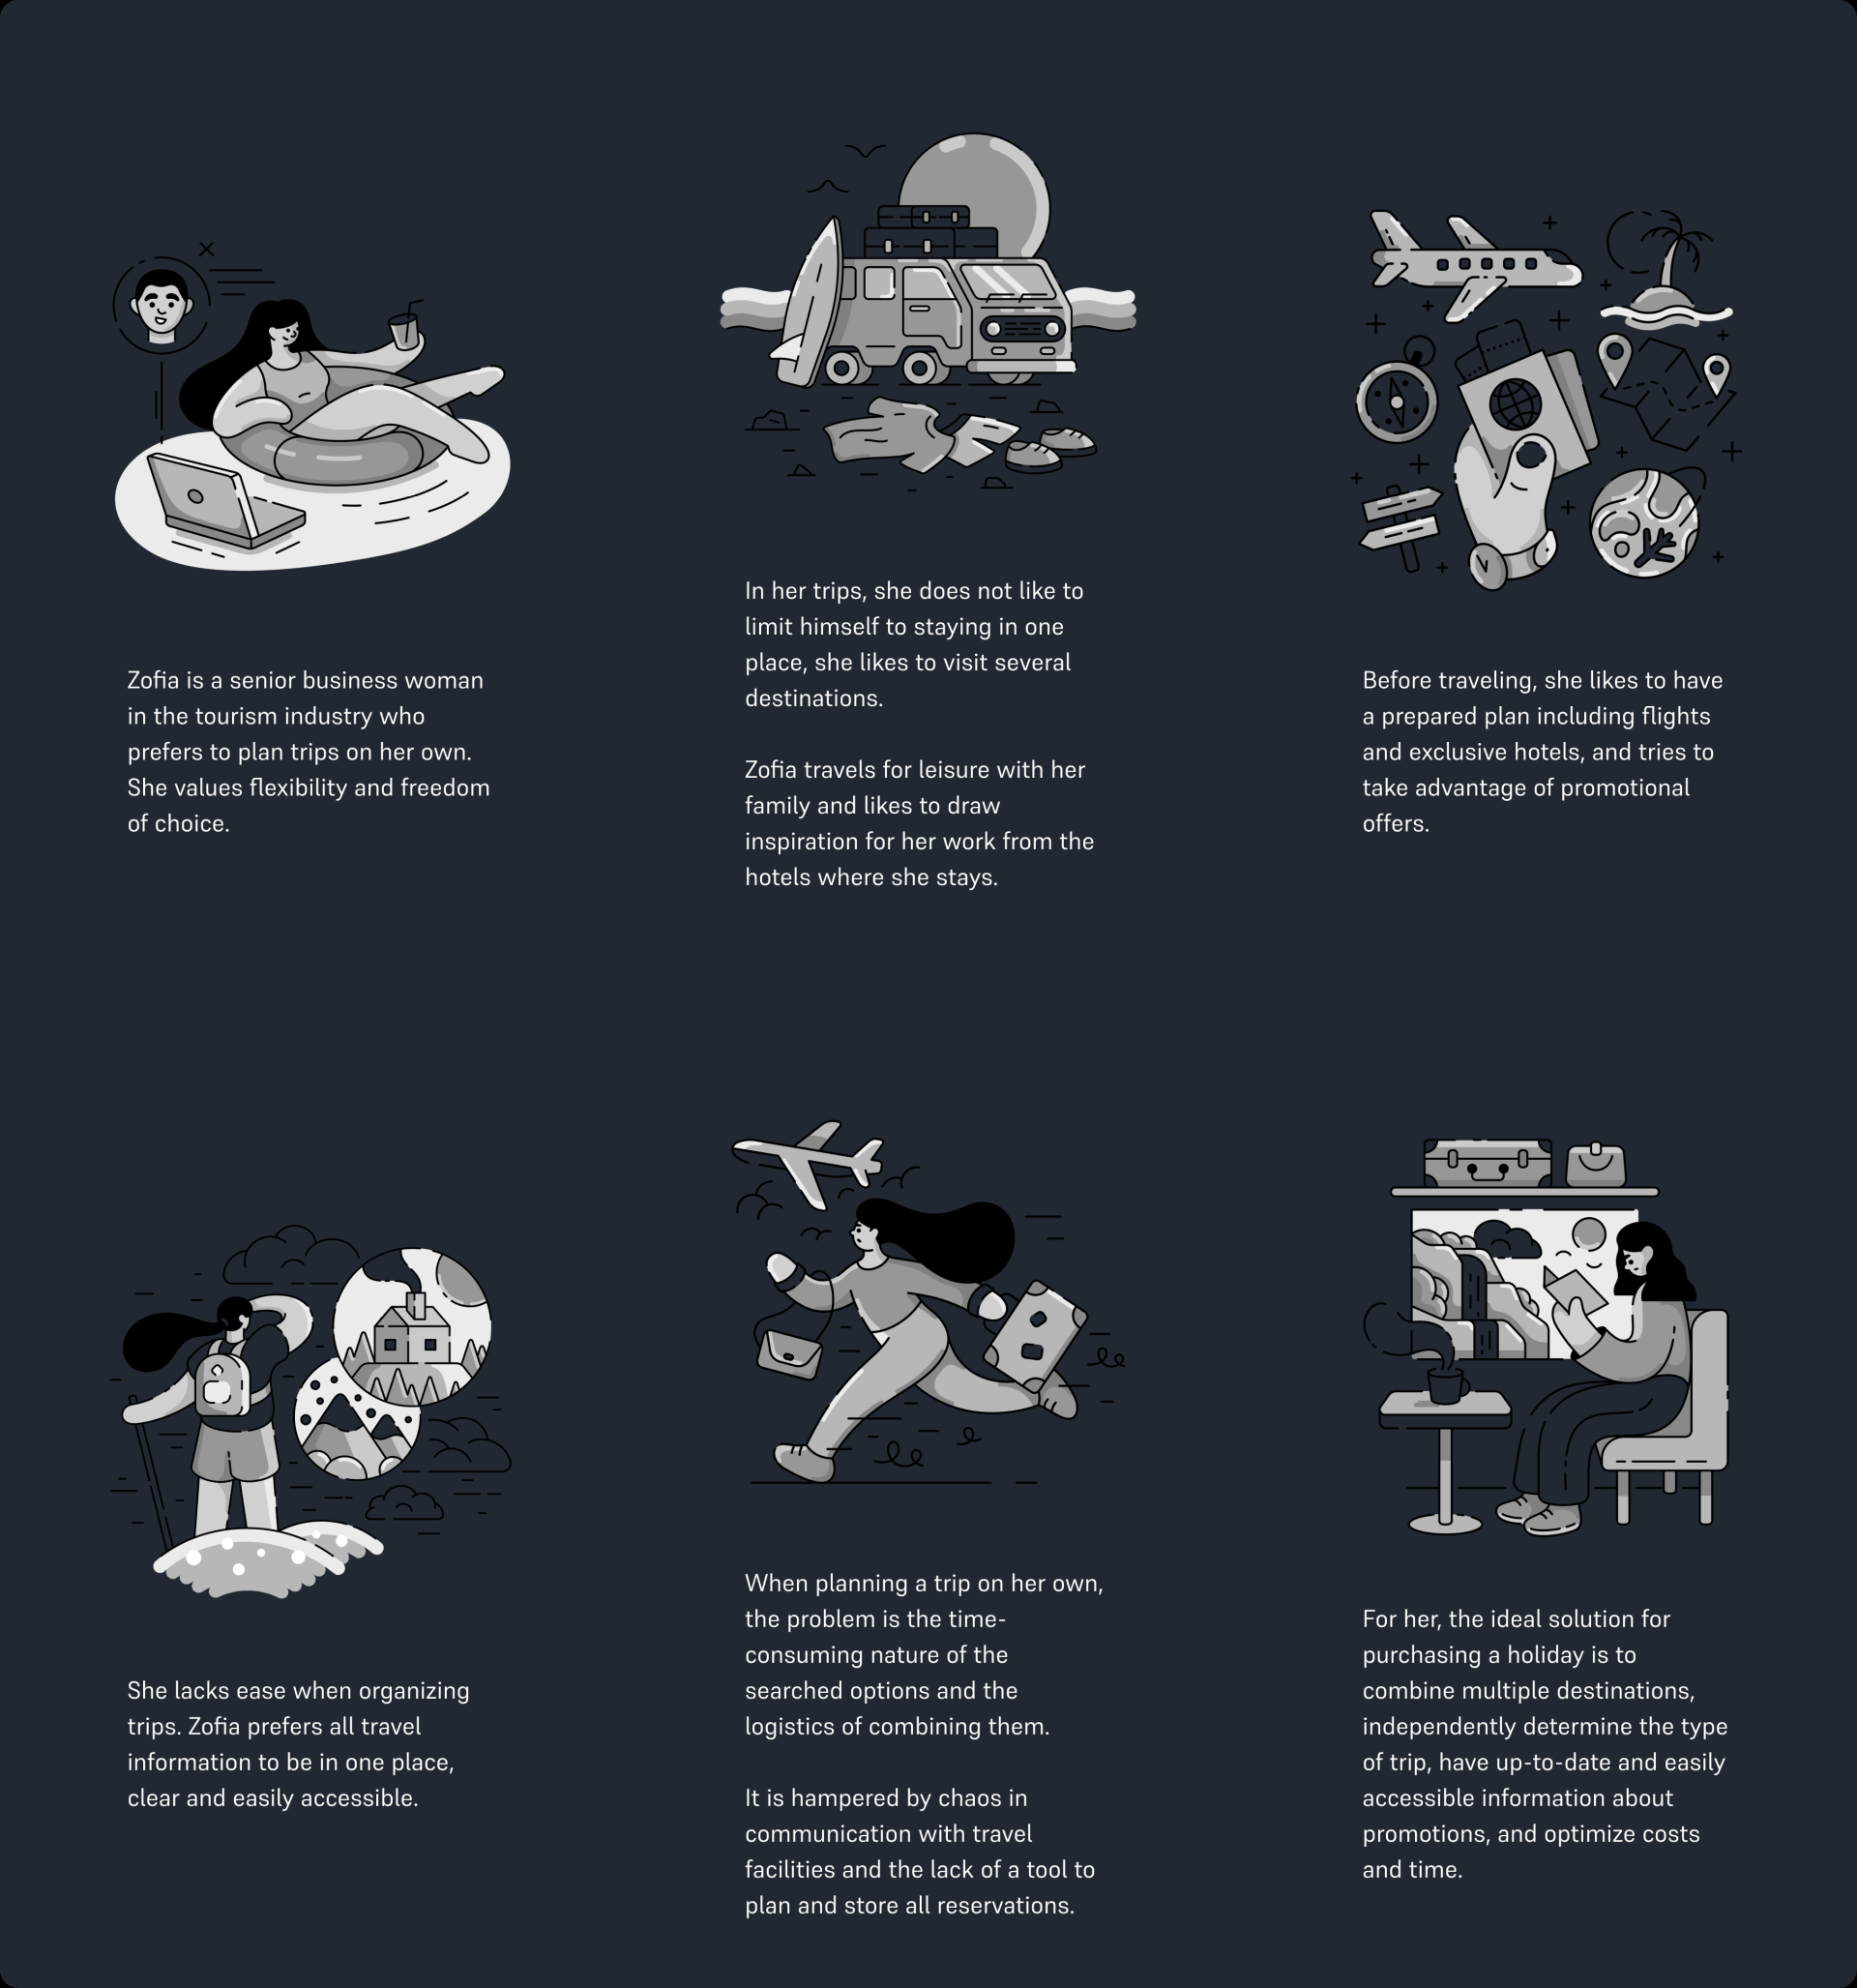 Zofia is a senior business woman
in the tourism industry who
prefers to plan trips on her own.
She values flexibility and freedom
of choice.
In her trips, she does not like to
limit himself to staying in one
place, she likes to visit several
destinations.
Zofia travels for leisure with her
family and likes to draw
inspiration for her work from the
hotels where she stays.
Before traveling, she likes to have
a prepared plan including flights
and exclusive hotels, and tries to
take advantage of promotional
offers.
She lacks ease when organizing
trips. Zofia prefers all travel
information to be in one place,
clear and easily accessible.
When planning a trip on her own,
the problem is the time-
consuming nature of the
searched options and the
logistics of combining them.
It is hampered by chaos in
communication with travel
facilities and the lack of a tool to
plan and store all reservations.
For her, the ideal solution for
purchasing a holiday is to
combine multiple destinations,
independently determine the type
of trip, have up-to-date and easily
accessible information about
promotions, and optimize costs
and time.